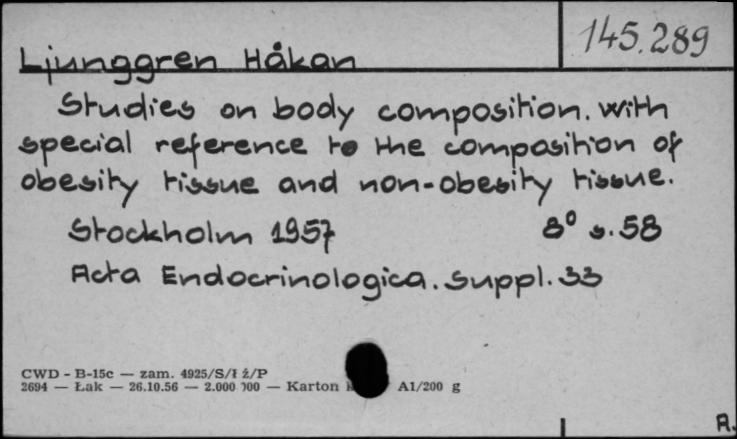 145.289
Ljunggren Håkan
Studies on body composition. With
special reference to the composition of
obesity tissue and non-obesity tissue.
Stockholm 1957 8° s. 58
Acta Endocrinologica. Suppl. 33
CWD - B-15c — zam. 4925/S/ł ż/P
2694 — Łak — 26.10.56 — 2.000 000 — Karton A1/200 g
A.